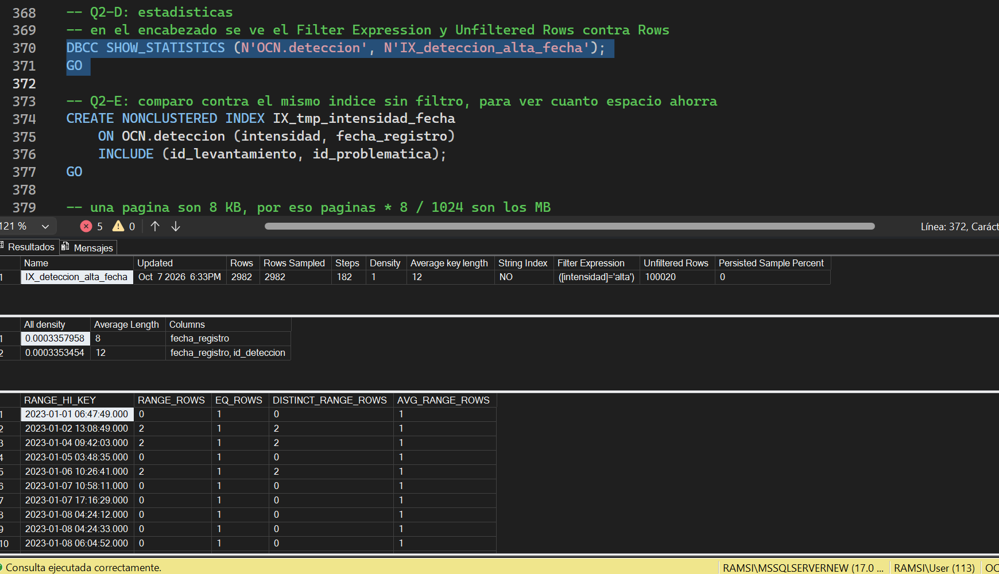 368 -- Q2-D: estadisticas
369 -- en el encabezado se ve el Filter Expression y Unfiltered Rows contra Rows
370 DBCC SHOW_STATISTICS (N'OCN.deteccion', N'IX_deteccion_alta_fecha');
371 GO
372
373 -- Q2-E: comparo contra el mismo indice sin filtro, para ver cuanto espacio ahorra
374 CREATE NONCLUSTERED INDEX IX_tmp_intensidad_fecha
375 ON OCN.deteccion (intensidad, fecha_registro)
376 INCLUDE (id_levantamiento, id_problematica);
377 GO
378
379 -- una pagina son 8 KB, por eso paginas * 8 / 1024 son los MB
121 % 5 0 Línea: 372, Caráct
Resultados Mensajes
Name Updated Rows Rows Sampled Steps Density Average key length String Index Filter Expression Unfiltered Rows Persisted Sample Percent
1 IX_deteccion_alta_fecha Oct 7 2026 6:33PM 2982 2982 182 1 12 NO ([intensidad]='alta') 100020 0
All density Average Length Columns
1 0.0003357958 8 fecha_registro
2 0.0003353454 12 fecha_registro, id_deteccion
RANGE_HI_KEY RANGE_ROWS EQ_ROWS DISTINCT_RANGE_ROWS AVG_RANGE_ROWS
1 2023-01-01 06:47:49.000 0 1 0 1
2 2023-01-02 13:08:49.000 2 1 2 1
3 2023-01-04 09:42:03.000 2 1 2 1
4 2023-01-05 03:48:35.000 0 1 0 1
5 2023-01-06 10:26:41.000 2 1 2 1
6 2023-01-07 10:58:11.000 0 1 0 1
7 2023-01-07 17:16:29.000 0 1 0 1
8 2023-01-08 04:24:12.000 0 1 0 1
9 2023-01-08 04:24:33.000 0 1 0 1
10 2023-01-08 06:04:52.000 0 1 0 1
Consulta ejecutada correctamente. RAMSI\MSSQLSERVERNEW (17.0 ... RAMSI\User (113) OC